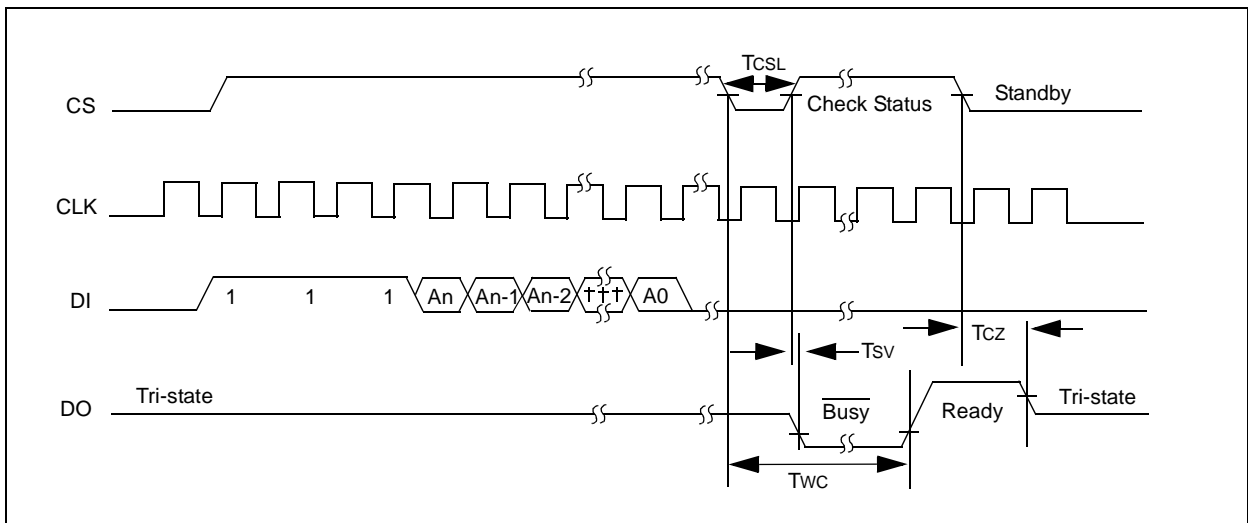 TCSL
CS
Check Status
Standby
CLK
DI
1 1 1 An An-1 An-2 ††† A0
TCZ
TSV
DO
Tri-state
Busy
Ready
Tri-state
TWC